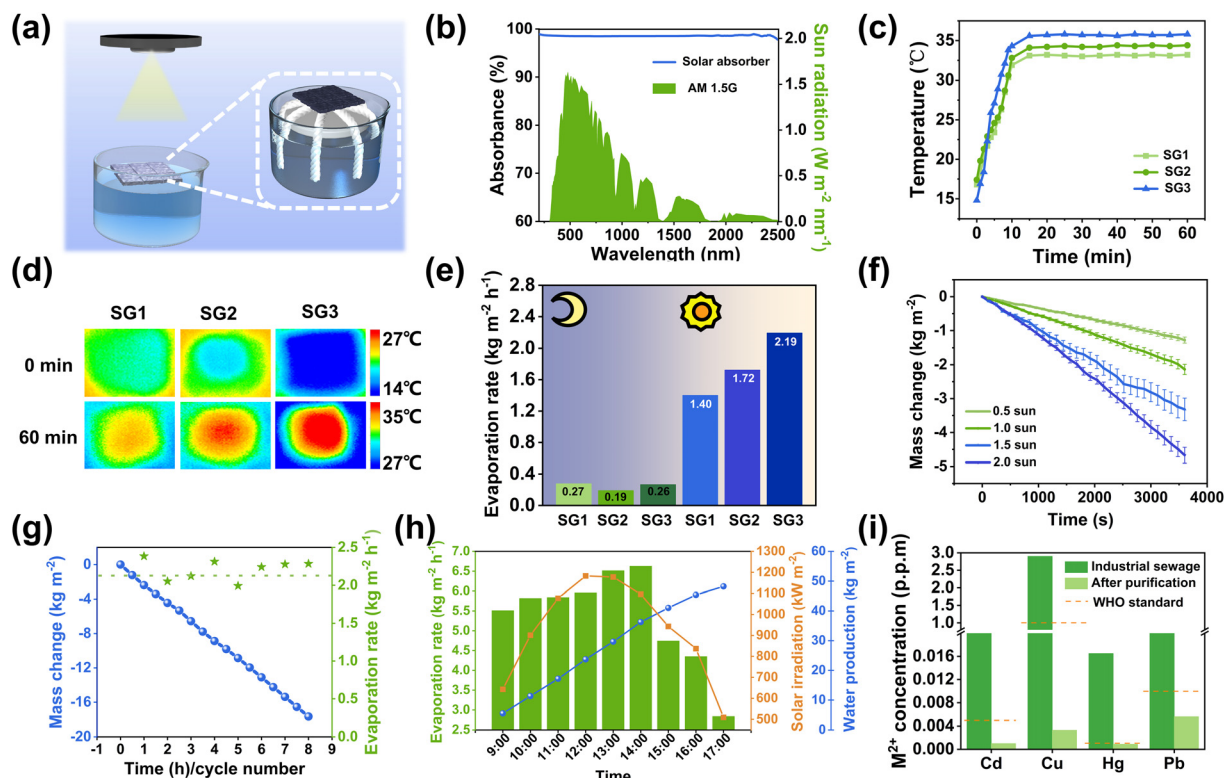 (a)
(b)
100
90
80
70
60
Absorbance (%)
Solar absorber
AM 1.5G
2.0
1.5
1.0
0.5
0.0
Sun radiation (W m⁻² nm⁻¹)
500 1000 1500 2000 2500
Wavelength (nm)
(c)
Temperature (℃)
35
30
25
20
15
SG1
SG2
SG3
0 10 20 30 40 50 60
Time (min)
(d)
SG1 SG2 SG3
0 min
27℃
14℃
60 min
35℃
27℃
(e)
Evaporation rate (kg m⁻² h⁻¹)
2.8
2.4
2.0
1.6
1.2
0.8
0.4
0.0
0.27 0.19 0.26 1.40 1.72 2.19
SG1 SG2 SG3 SG1 SG2 SG3
(f)
Mass change (kg m⁻²)
0
-1
-2
-3
-4
-5
0.5 sun
1.0 sun
1.5 sun
2.0 sun
0 1000 2000 3000 4000
Time (s)
(g)
Mass change (kg m⁻²)
0
-4
-8
-12
-16
-20
2.5
2.0
1.5
1.0
0.5
0.0
Evaporation rate (kg m⁻² h⁻¹)
-1 0 1 2 3 4 5 6 7 8 9
Time (h)/cycle number
(h)
Evaporation rate (kg m⁻² h⁻¹)
7.0
6.5
6.0
5.5
5.0
4.5
4.0
3.5
3.0
2.5
1300
1200
1100
1000
900
800
700
600
500
Solar irradiation (kW m⁻²)
60
50
40
30
20
10
0
Water production (kg m⁻²)
9:00 10:00 11:00 12:00 13:00 14:00 15:00 16:00 17:00
Time
(i)
M²⁺ concentration (p.p.m)
3.0
2.5
2.0
1.5
1.0
0.016
0.012
0.008
0.004
0.000
Industrial sewage
After purification
WHO standard
Cd Cu Hg Pb